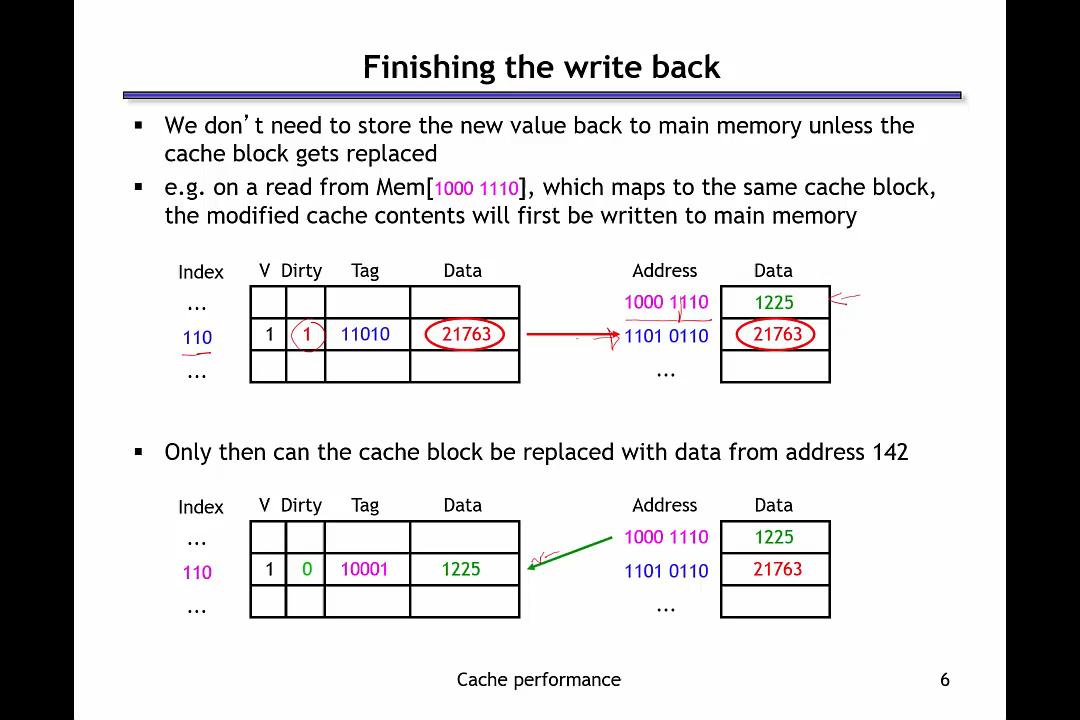 Finishing the write back
▪ We don't need to store the new value back to main memory unless the
cache block gets replaced
▪ e.g. on a read from Mem[1000 1110], which maps to the same cache block,
the modified cache contents will first be written to main memory
Index V Dirty Tag Data Address Data
... 1000 1110 1225
110 1 1 11010 21763 1101 0110 21763
... ...
▪ Only then can the cache block be replaced with data from address 142
Index V Dirty Tag Data Address Data
... 1000 1110 1225
110 1 0 10001 1225 1101 0110 21763
... ...
Cache performance 6